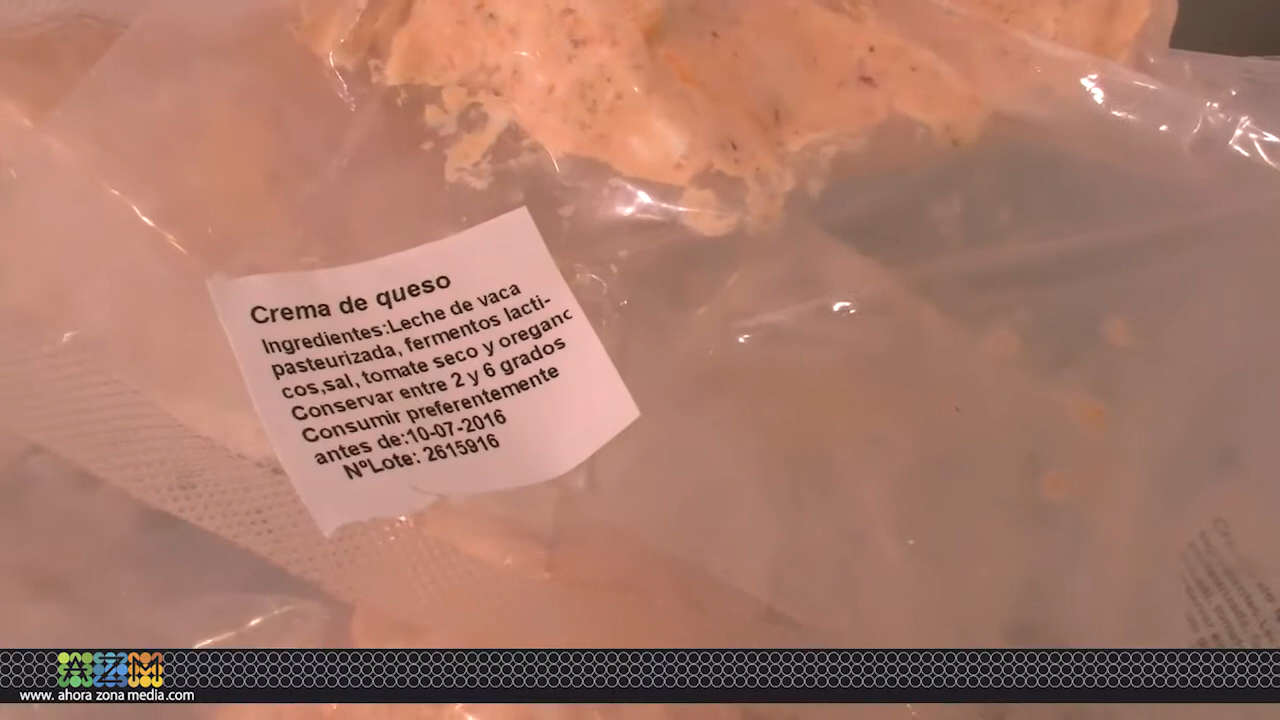 Crema de queso
Ingredientes:Leche de vaca
pasteurizada, fermentos lacti-
cos,sal, tomate seco y oreganc
Conservar entre 2 y 6 grados
Consumir preferentemente
antes de:10-07-2016
NºLote: 2615916
AZM
www. ahora zona media.com